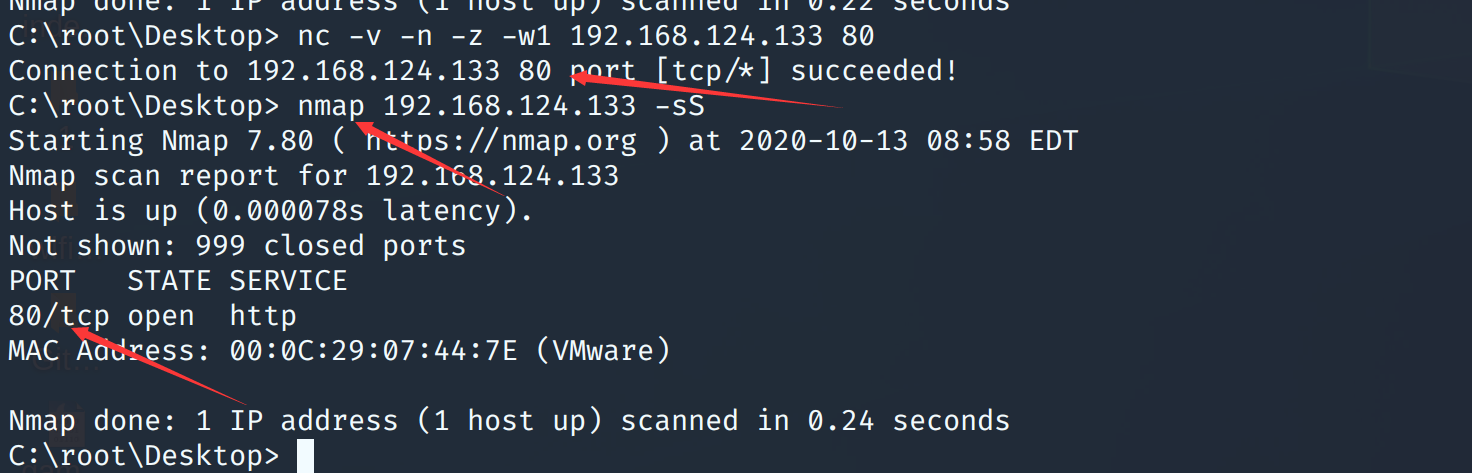 Nmap done: 1 IP address (1 host up) scanned in 0.22 seconds
C:\root\Desktop> nc -v -n -z -w1 192.168.124.133 80
Connection to 192.168.124.133 80 port [tcp/*] succeeded!
C:\root\Desktop> nmap 192.168.124.133 -sS
Starting Nmap 7.80 ( https://nmap.org ) at 2020-10-13 08:58 EDT
Nmap scan report for 192.168.124.133
Host is up (0.000078s latency).
Not shown: 999 closed ports
PORT   STATE SERVICE
80/tcp open  http
MAC Address: 00:0C:29:07:44:7E (VMware)
Nmap done: 1 IP address (1 host up) scanned in 0.24 seconds
C:\root\Desktop>